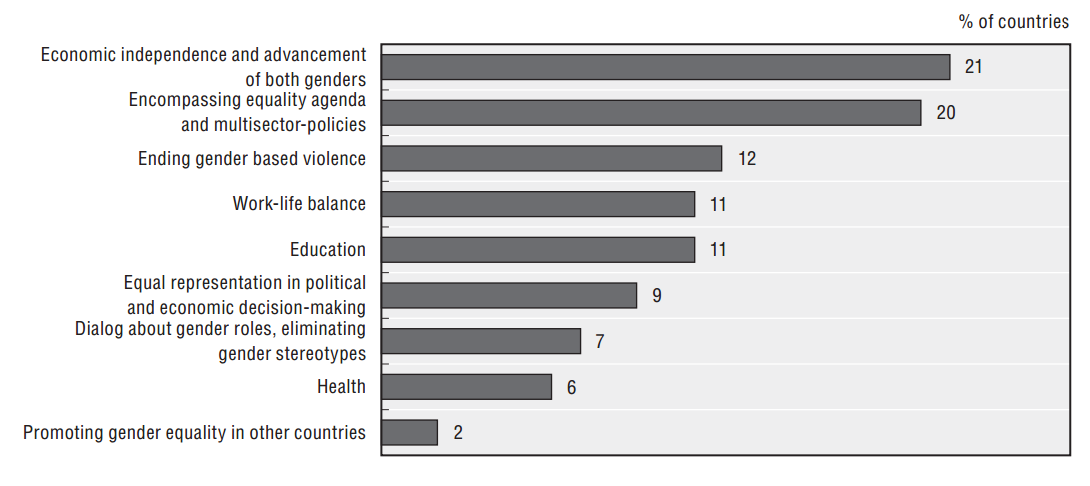 % of countries
Economic independence and advancement
of both genders
21
Encompassing equality agenda
and multisector-policies
20
Ending gender based violence
12
Work-life balance
11
Education
11
Equal representation in political
and economic decision-making
9
Dialog about gender roles, eliminating
gender stereotypes
7
Health
6
Promoting gender equality in other countries
2